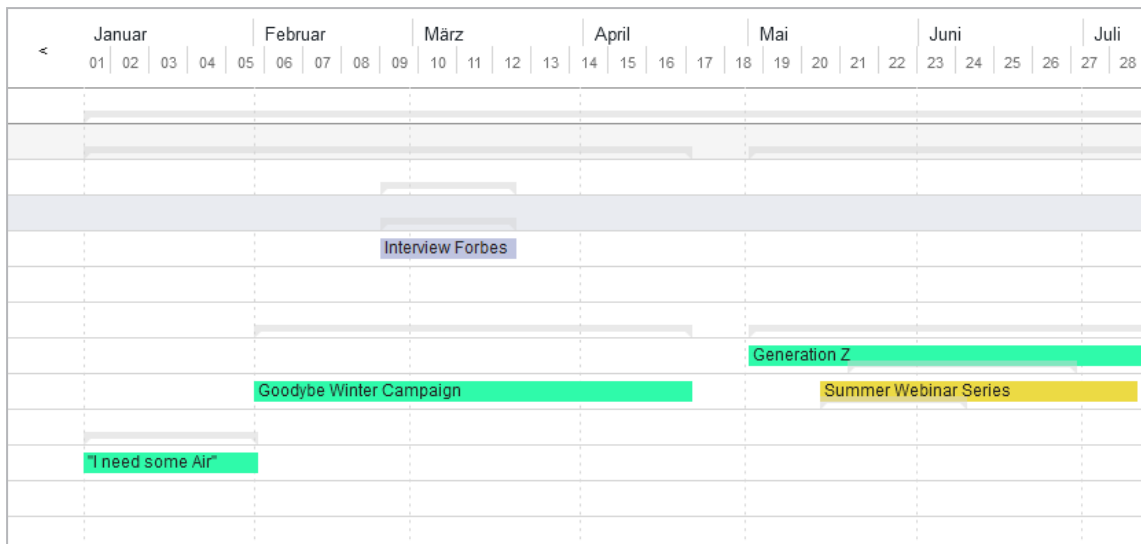 Januar Februar März April Mai Juni Juli
<
01 02 03 04 05 06 07 08 09 10 11 12 13 14 15 16 17 18 19 20 21 22 23 24 25 26 27 28
Interview Forbes
Generation Z
Goodybe Winter Campaign Summer Webinar Series
"I need some Air"